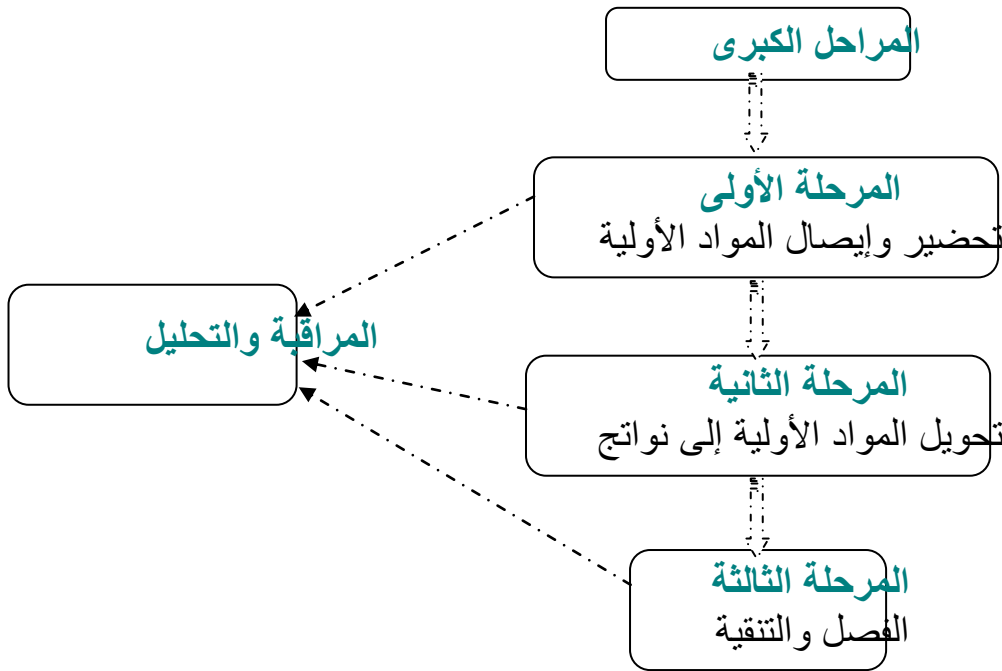 المراحل الكبرى
المرحلة الأولى
تحضير وإيصال المواد الأولية
المراقبة والتحليل
المرحلة الثانية
تحويل المواد الأولية إلى نواتج
المرحلة الثالثة
الفصل والتنقية